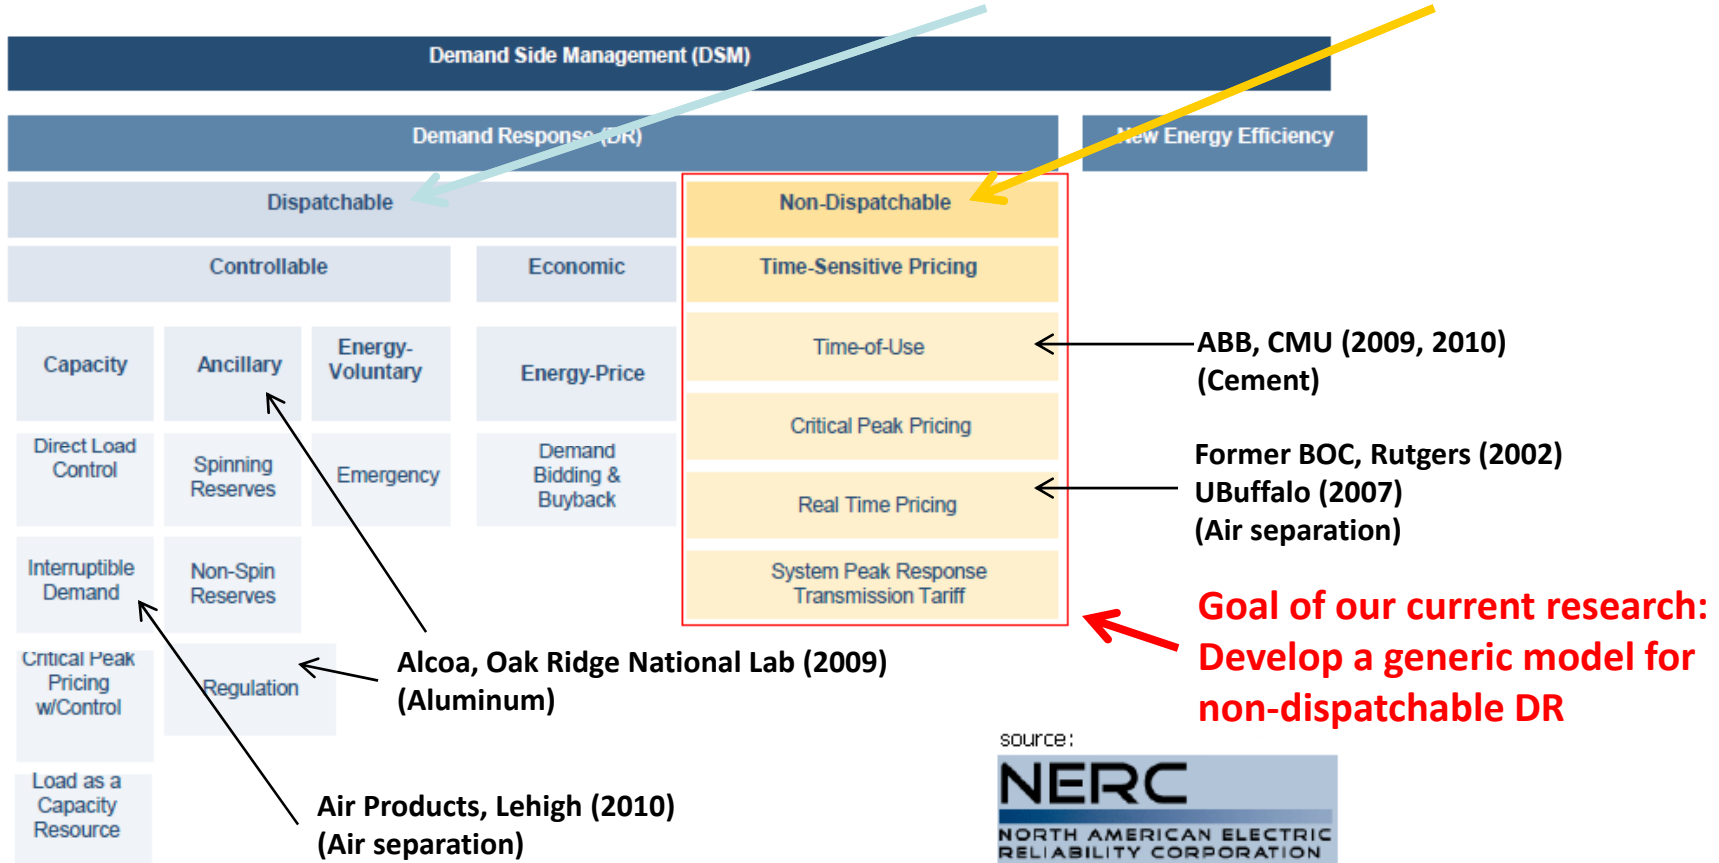 Demand Side Management (DSM)
Demand Response (DR)
New Energy Efficiency
Dispatchable
Non-Dispatchable
Controllable
Economic
Time-Sensitive Pricing
Capacity
Ancillary
Energy-
Voluntary
Energy-Price
Time-of-Use
Critical Peak Pricing
Real Time Pricing
System Peak Response
Transmission Tariff
Direct Load
Control
Spinning
Reserves
Emergency
Demand
Bidding &
Buyback
Interruptible
Demand
Non-Spin
Reserves
Critical Peak
Pricing
w/Control
Regulation
Load as a
Capacity
Resource
ABB, CMU (2009, 2010)
(Cement)
Former BOC, Rutgers (2002)
UBuffalo (2007)
(Air separation)
Goal of our current research:
Develop a generic model for
non-dispatchable DR
Alcoa, Oak Ridge National Lab (2009)
(Aluminum)
Air Products, Lehigh (2010)
(Air separation)
source:
NERC
NORTH AMERICAN ELECTRIC
RELIABILITY CORPORATION